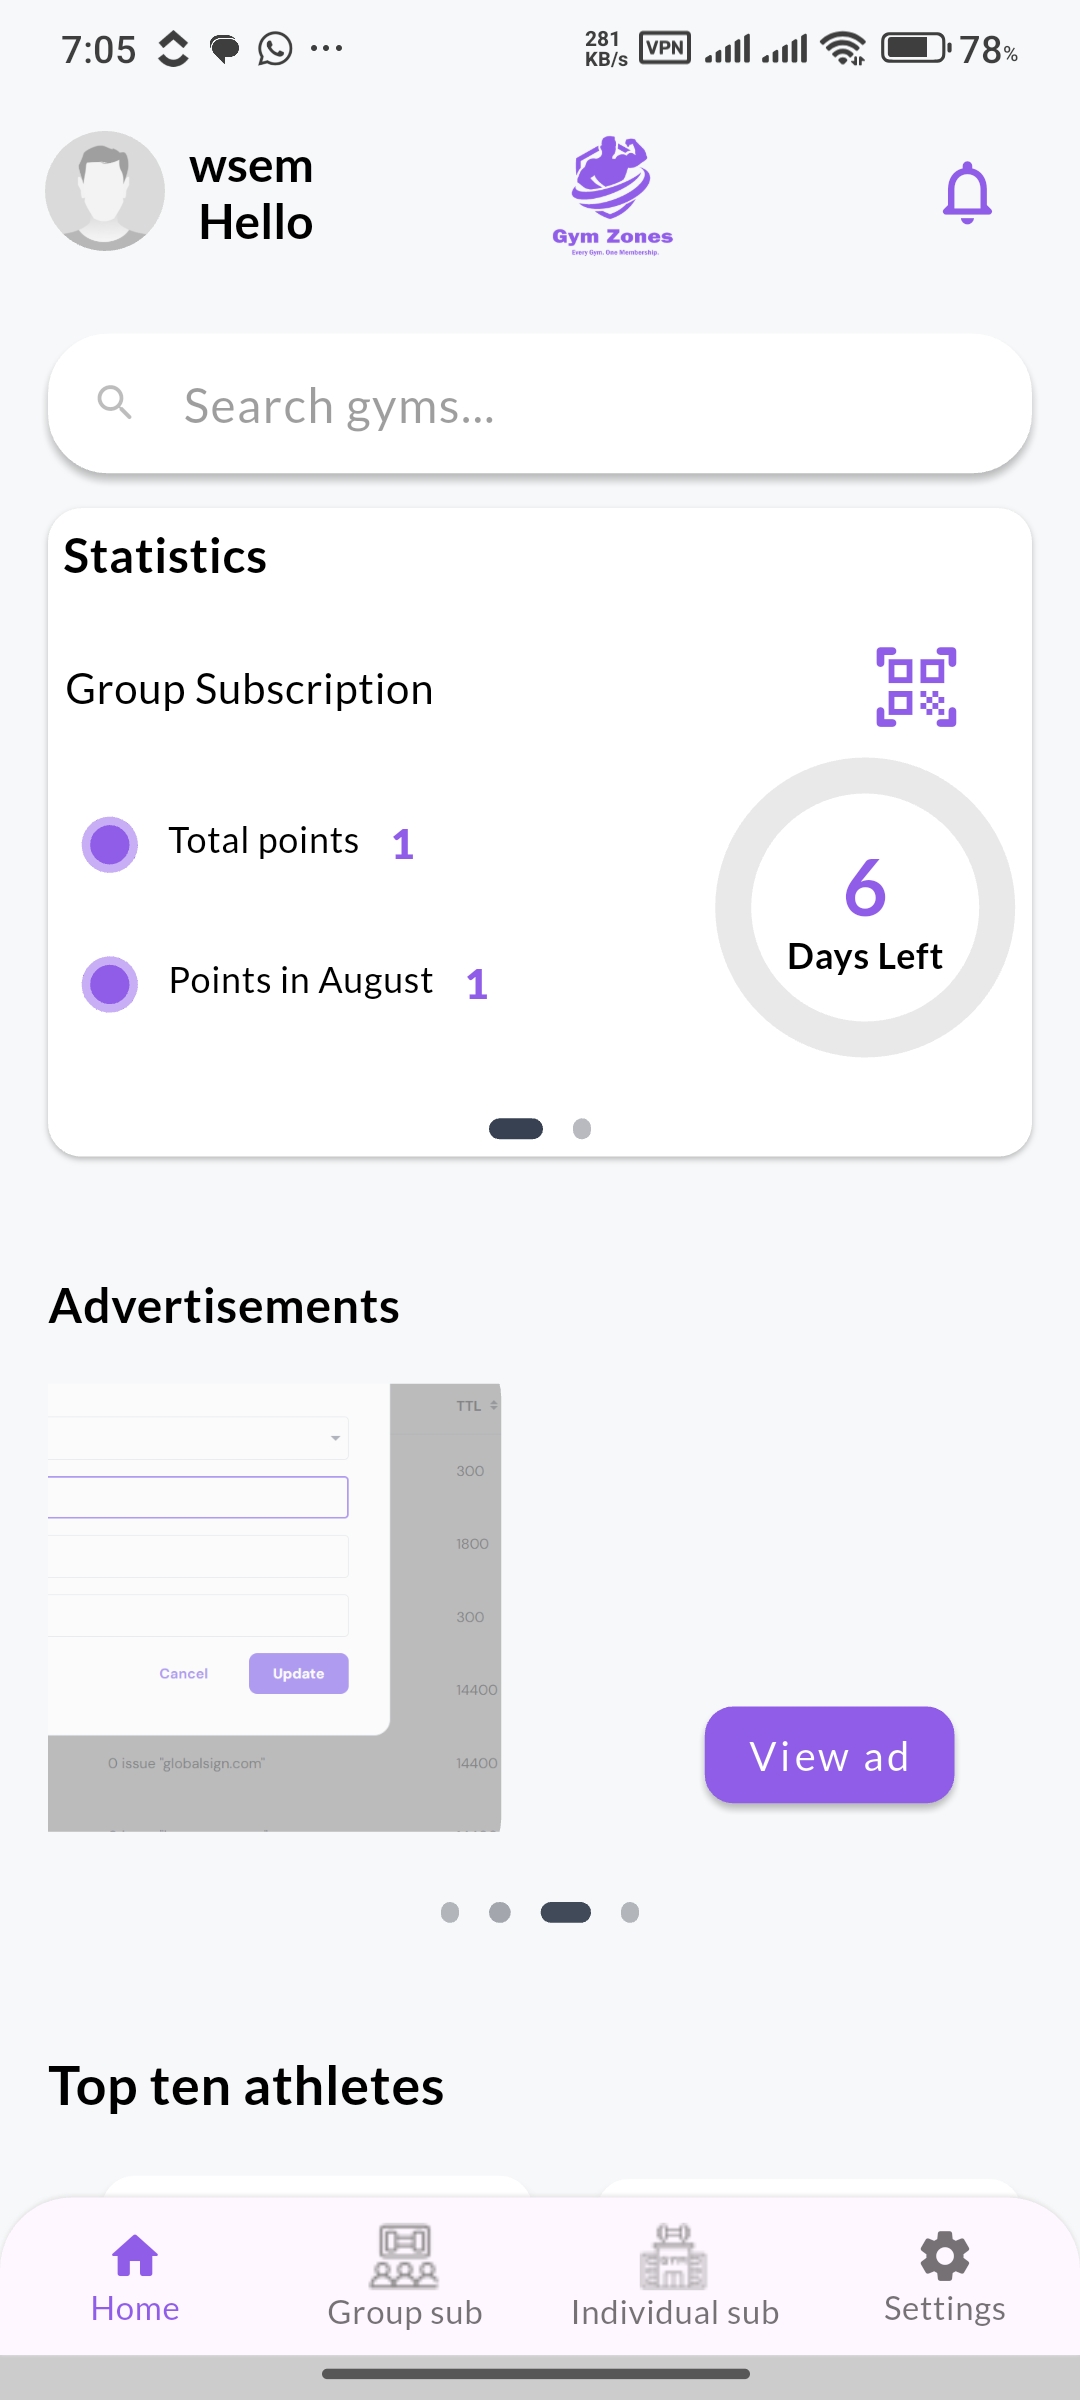 7:05
281
KB/s
VPN
78%
wsem
Hello
Gym Zones
Every Gym. One Membership.
Search gyms...
Statistics
Group Subscription
Total points 1
Points in August 1
6
Days Left
Advertisements
TTL
300
1800
300
Cancel
Update
14400
0 issue "globalsign.com"
14400
View ad
Top ten athletes
Home
Group sub
Individual sub
Settings